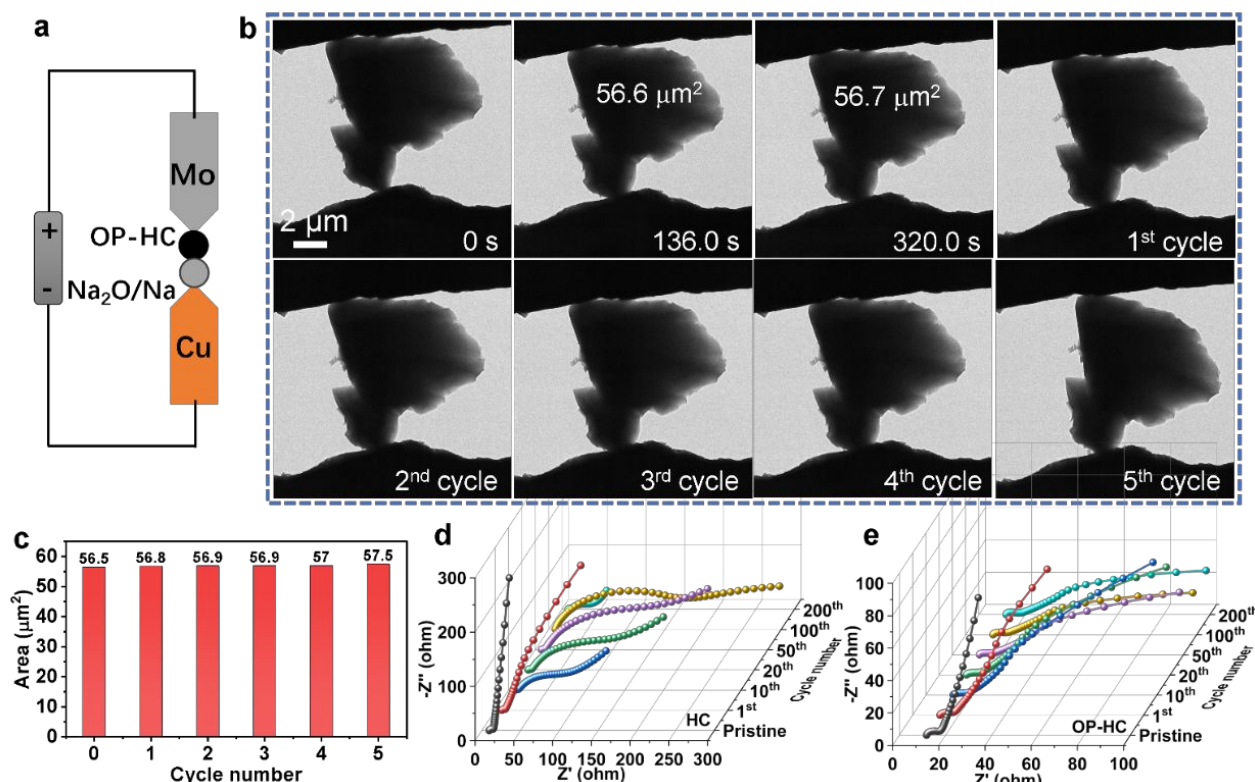 a
Mo
+
OP-HC
-
Na₂O/Na
Cu
b
2 μm
0 s
56.6 μm²
136.0 s
56.7 μm²
320.0 s
1st cycle
2nd cycle
3rd cycle
4th cycle
5th cycle
c
Area (μm²)
60
50
40
30
20
10
0
56.5 56.8 56.9 56.9 57 57.5
0 1 2 3 4 5
Cycle number
d
-Z'' (ohm)
300
200
100
0
0 50 100 150 200 250 300
Z' (ohm)
HC
Pristine
1st
10th
20th
50th
100th
200th
Cycle number
e
-Z'' (ohm)
100
80
60
40
20
0
0 20 40 60 80 100
Z' (ohm)
OP-HC
Pristine
1st
10th
20th
50th
100th
200th
Cycle number